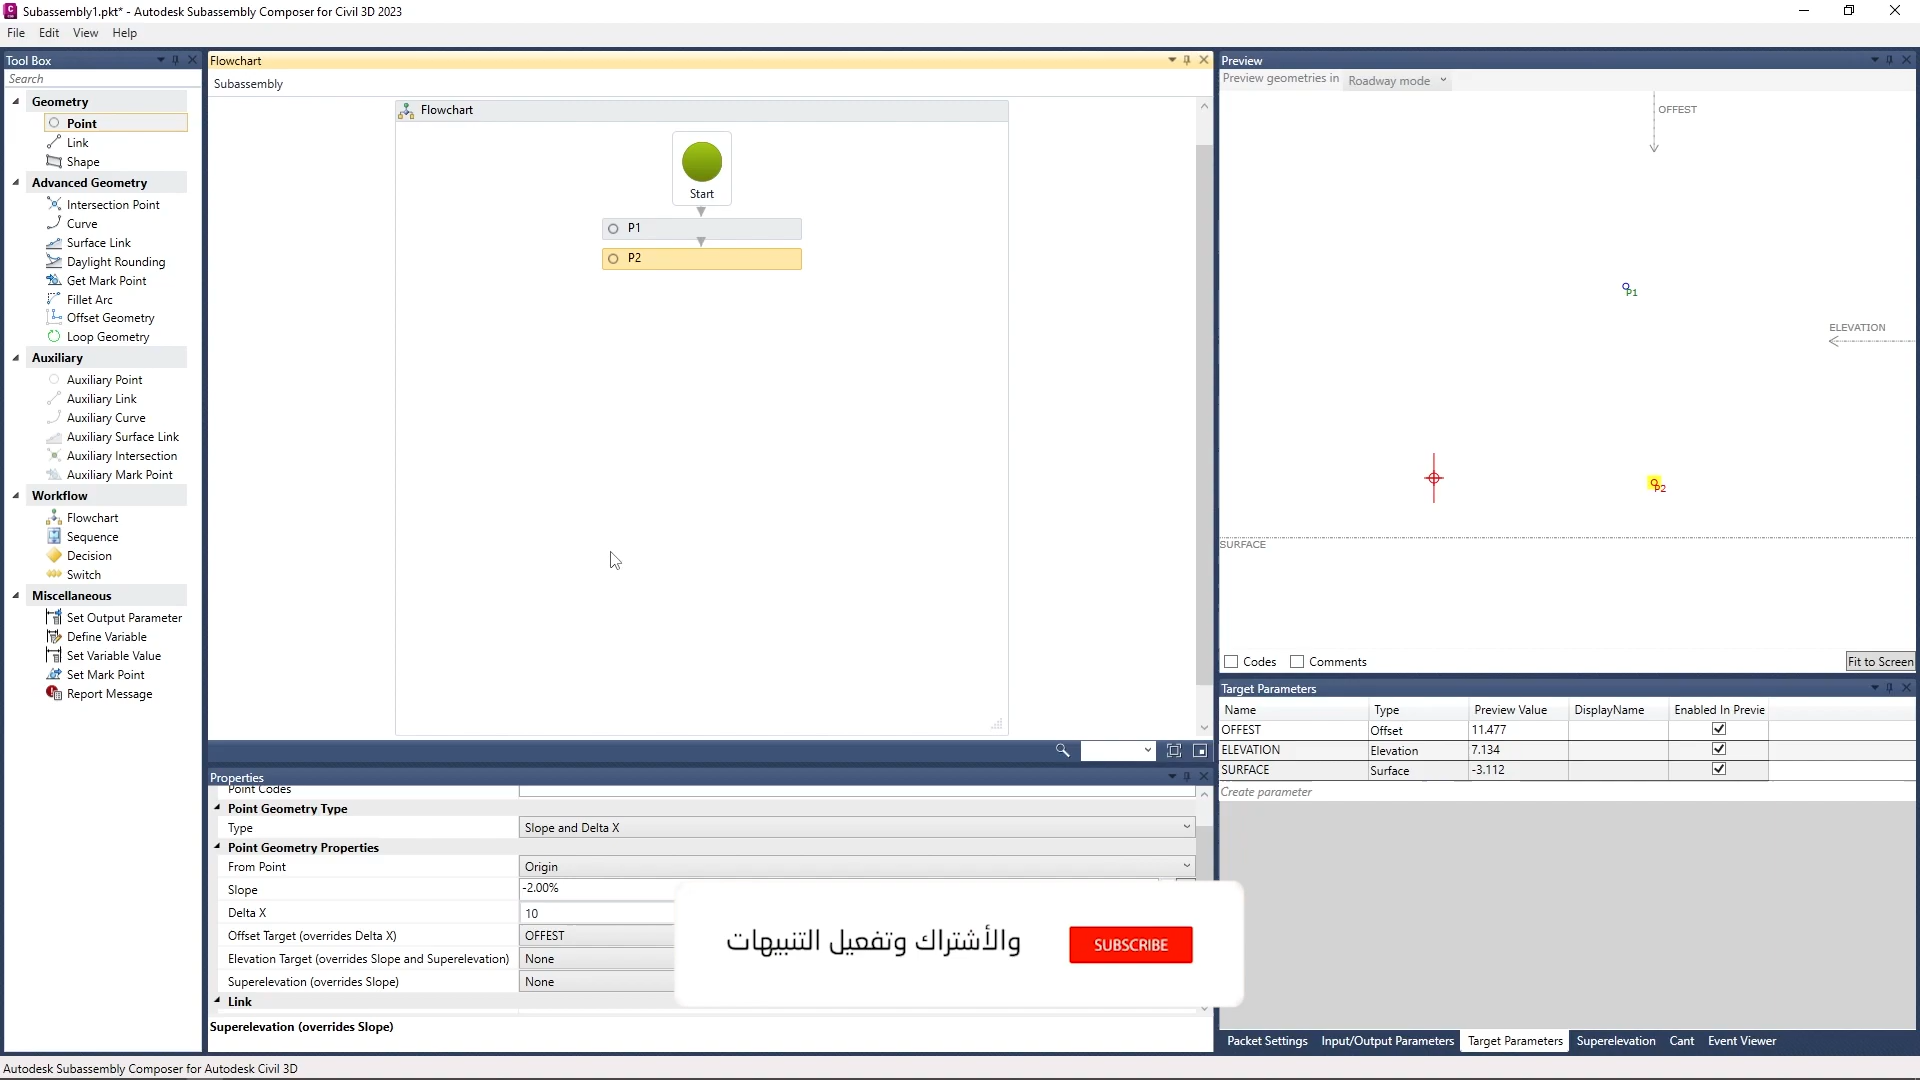 Subassembly1.pkt* - Autodesk Subassembly Composer for Civil 3D 2023
File Edit View Help
Tool Box
Search
Geometry
Point
Link
Shape
Advanced Geometry
Intersection Point
Curve
Surface Link
Daylight Rounding
Get Mark Point
Fillet Arc
Offset Geometry
Loop Geometry
Auxiliary
Auxiliary Point
Auxiliary Link
Auxiliary Curve
Auxiliary Surface Link
Auxiliary Intersection
Auxiliary Mark Point
Workflow
Flowchart
Sequence
Decision
Switch
Miscellaneous
Set Output Parameter
Define Variable
Set Variable Value
Set Mark Point
Report Message
Flowchart
Subassembly
Flowchart
Start
P1
P2
Properties
Point Codes
Point Geometry Type
Type Slope and Delta X
Point Geometry Properties
From Point Origin
Slope -2.00%
Delta X 10
Offset Target (overrides Delta X) OFFEST
Elevation Target (overrides Slope and Superelevation) None
Superelevation (overrides Slope) None
Link
Superelevation (overrides Slope)
والأشتراك وتفعيل التنبيهات
SUBSCRIBE
Preview
Preview geometries in Roadway mode
OFFEST
P1
ELEVATION
P2
SURFACE
Codes Comments Fit to Screen
Target Parameters
Name Type Preview Value DisplayName Enabled In Previe
OFFEST Offset 11.477
ELEVATION Elevation 7.134
SURFACE Surface -3.112
Create parameter
Packet Settings Input/Output Parameters Target Parameters Superelevation Cant Event Viewer
Autodesk Subassembly Composer for Autodesk Civil 3D